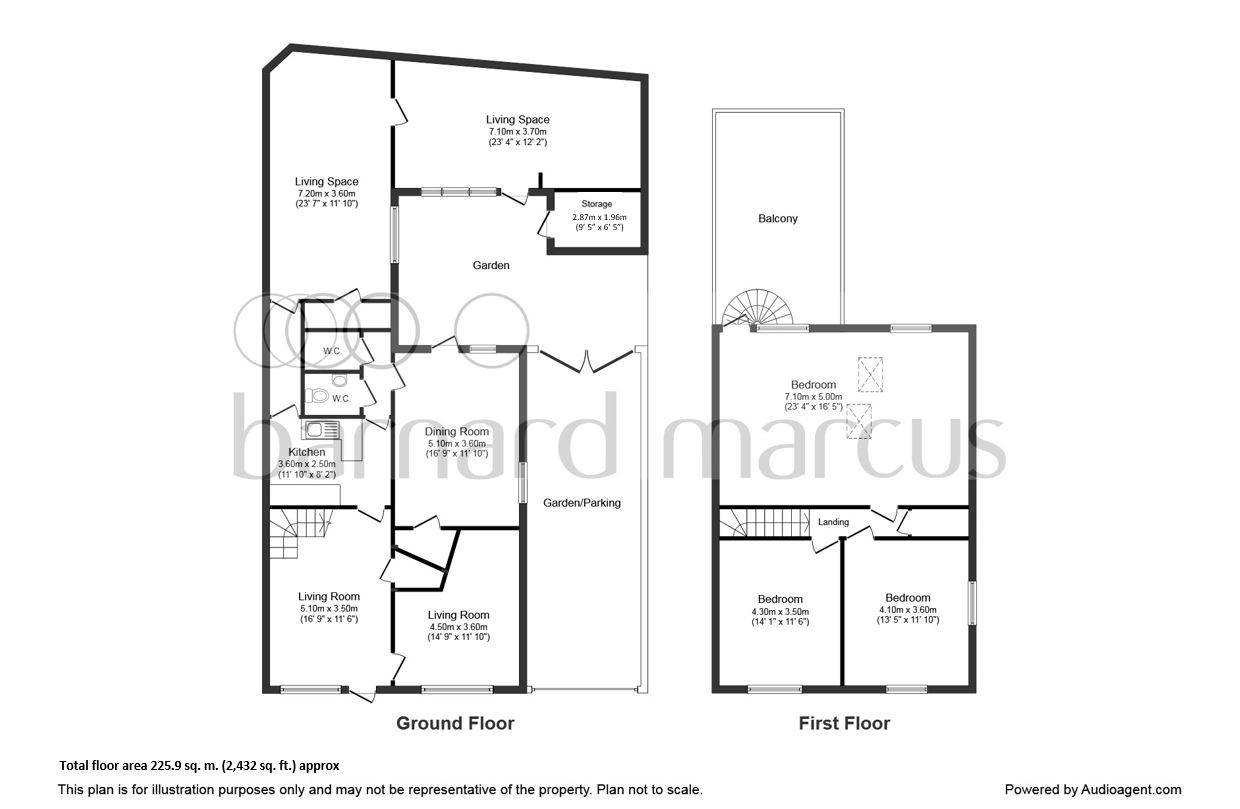 Living Space
7.10m x 3.70m
(23' 4" x 12' 2")
Living Space
7.20m x 3.60m
(23' 7" x 11' 10")
Storage
2.87m x 1.96m
(9' 5" x 6' 5")
Garden
Balcony
W.C.
W.C.
Kitchen
3.60m x 2.50m
(11' 10" x 8' 2")
Dining Room
5.10m x 3.60m
(16' 9" x 11' 10")
Bedroom
7.10m x 5.00m
(23' 4" x 16' 5")
barnard marcus
Garden/Parking
Landing
Living Room
5.10m x 3.50m
(16' 9" x 11' 6")
Living Room
4.50m x 3.60m
(14' 9" x 11' 10")
Bedroom
4.30m x 3.50m
(14' 1" x 11' 6")
Bedroom
4.10m x 3.60m
(13' 5" x 11' 10")
Ground Floor
First Floor
Total floor area 225.9 sq. m. (2,432 sq. ft.) approx
This plan is for illustration purposes only and may not be representative of the property. Plan not to scale.
Powered by Audioagent.com